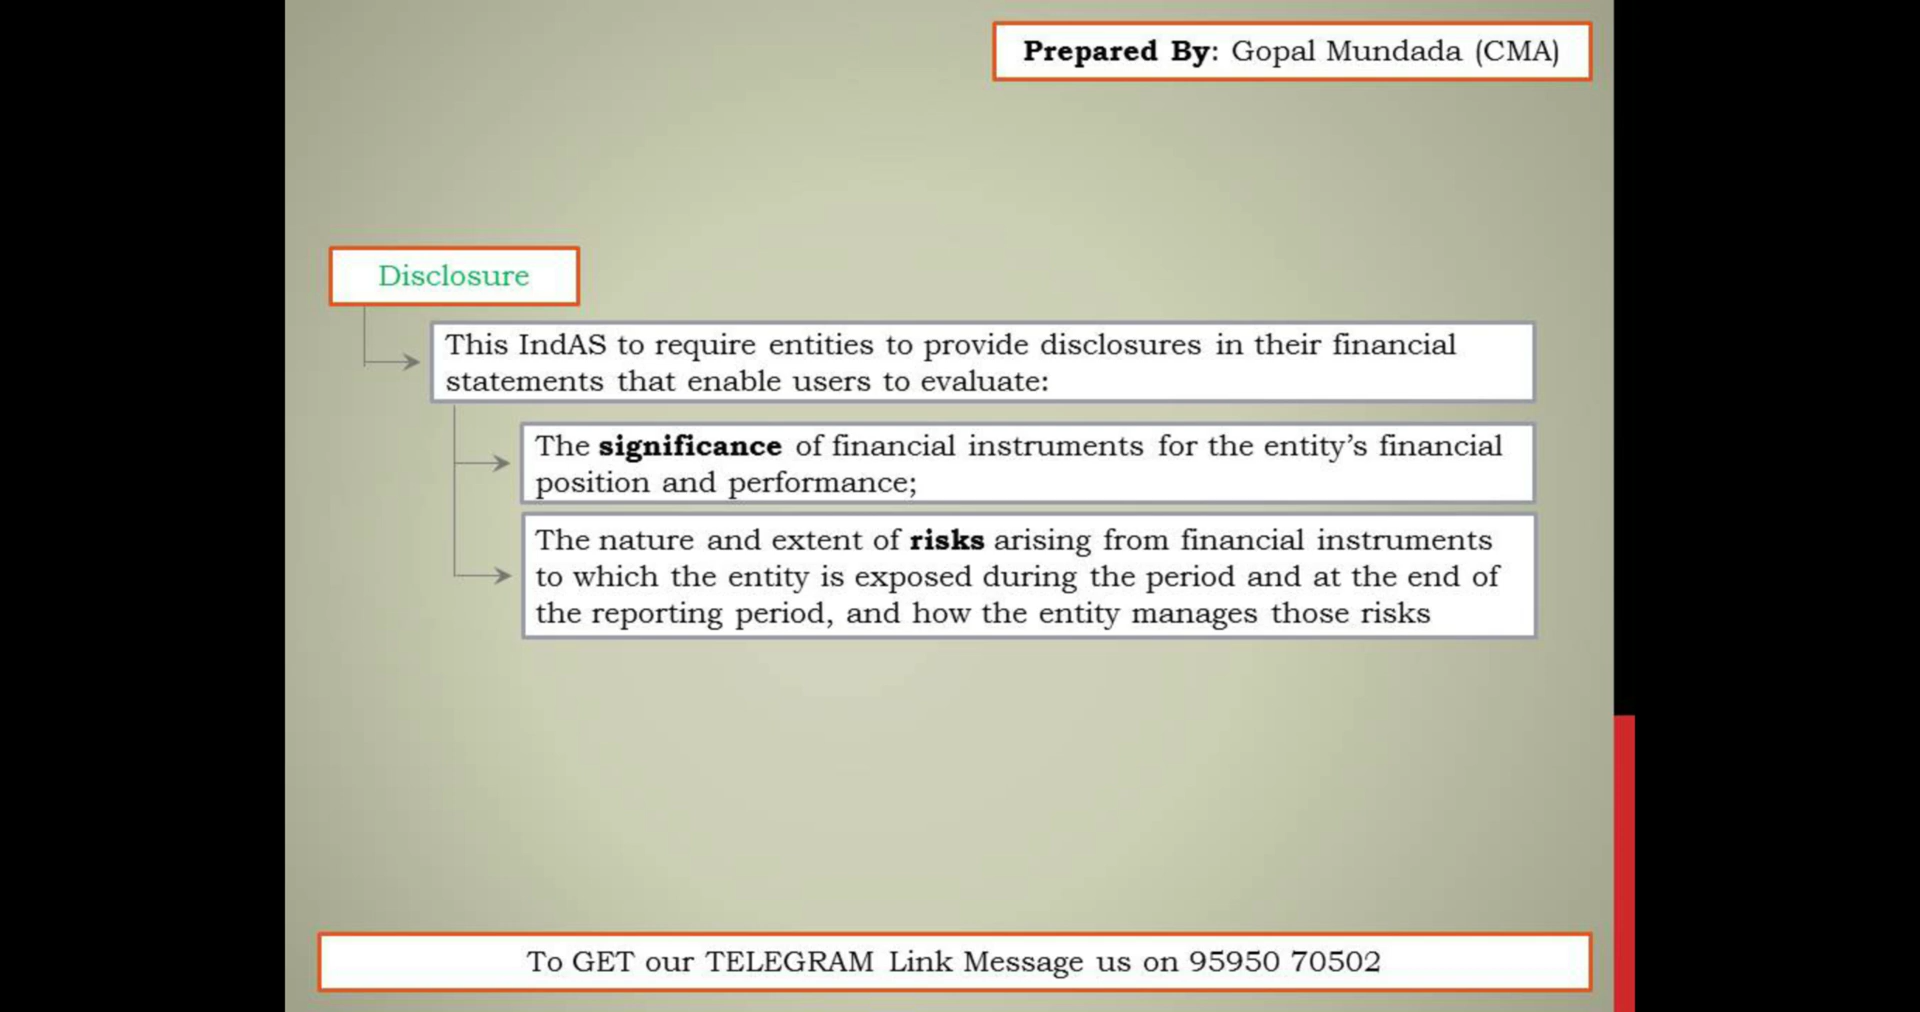 Prepared By: Gopal Mundada (CMA)
Disclosure
This IndAS to require entities to provide disclosures in their financial
statements that enable users to evaluate:
The significance of financial instruments for the entity’s financial
position and performance;
The nature and extent of risks arising from financial instruments
to which the entity is exposed during the period and at the end of
the reporting period, and how the entity manages those risks
To GET our TELEGRAM Link Message us on 95950 70502